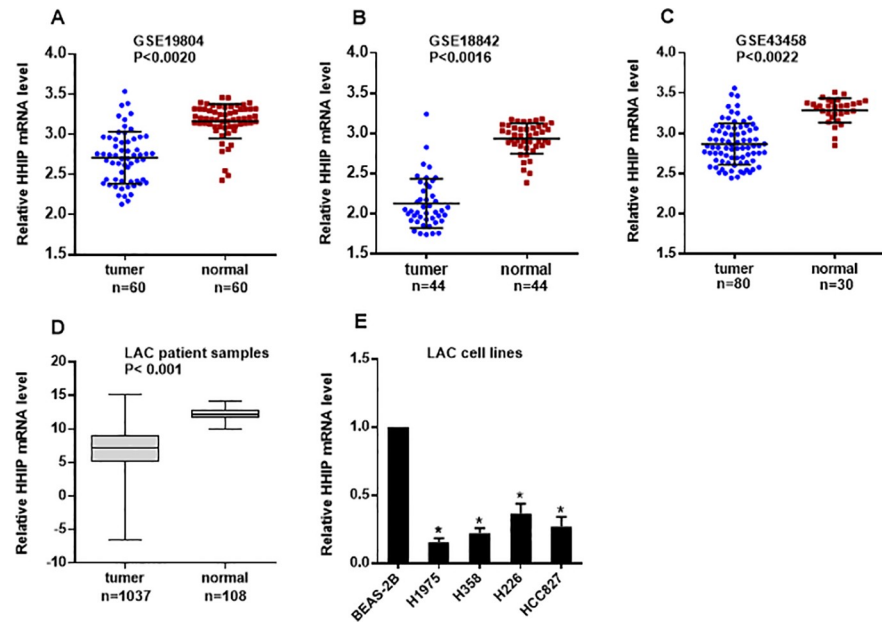 A
GSE19804
P<0.0020
Relative HHIP mRNA level
4.0
3.5
3.0
2.5
2.0
1.5
tumer
n=60
normal
n=60
B
GSE18842
P<0.0016
Relative HHIP mRNA level
4.0
3.5
3.0
2.5
2.0
1.5
tumer
n=44
normal
n=44
C
GSE43458
P<0.0022
Relative HHIP mRNA level
4.0
3.5
3.0
2.5
2.0
1.5
tumer
n=80
normal
n=30
D
LAC patient samples
P< 0.001
Relative HHIP mRNA level
20
15
10
5
0
-5
-10
tumer
n=1037
normal
n=108
E
LAC cell lines
Relative HHIP mRNA level
1.5
1.0
0.5
0.0
*
*
*
*
BEAS-2B
H1975
H358
H226
HCC827